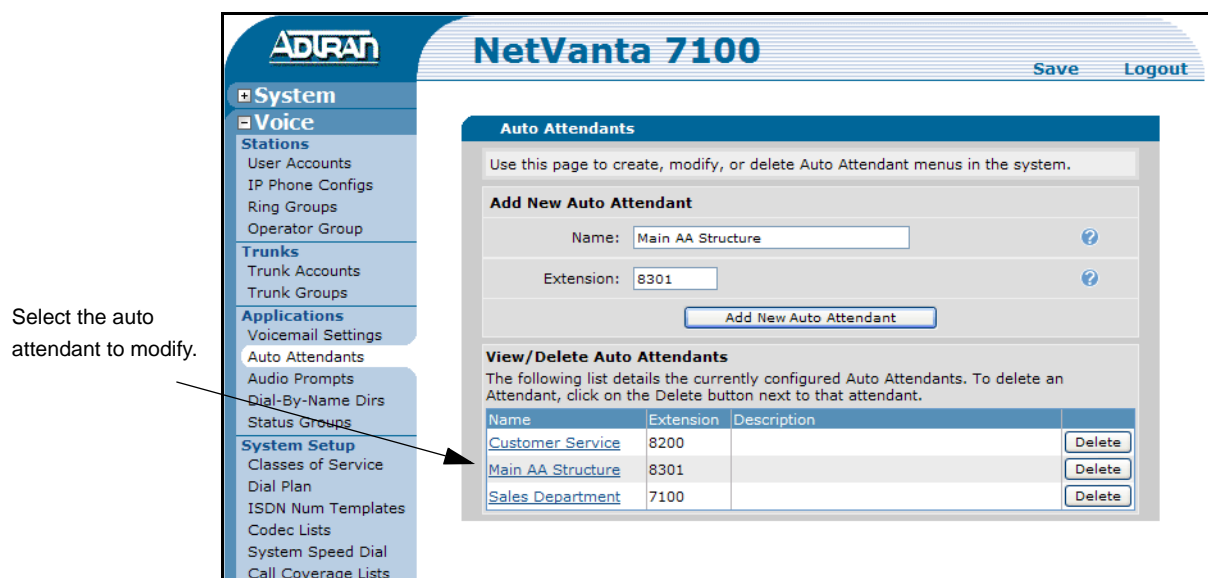 ADTRAN
NetVanta 7100
Save Logout
System
Voice
Stations
User Accounts
IP Phone Configs
Ring Groups
Operator Group
Trunks
Trunk Accounts
Trunk Groups
Applications
Voicemail Settings
Auto Attendants
Audio Prompts
Dial-By-Name Dirs
Status Groups
System Setup
Classes of Service
Dial Plan
ISDN Num Templates
Codec Lists
System Speed Dial
Call Coverage Lists
Select the auto
attendant to modify.
Auto Attendants
Use this page to create, modify, or delete Auto Attendant menus in the system.
Add New Auto Attendant
Name: Main AA Structure ?
Extension: 8301 ?
Add New Auto Attendant
View/Delete Auto Attendants
The following list details the currently configured Auto Attendants. To delete an
Attendant, click on the Delete button next to that attendant.
Name Extension Description
Customer Service 8200 Delete
Main AA Structure 8301 Delete
Sales Department 7100 Delete